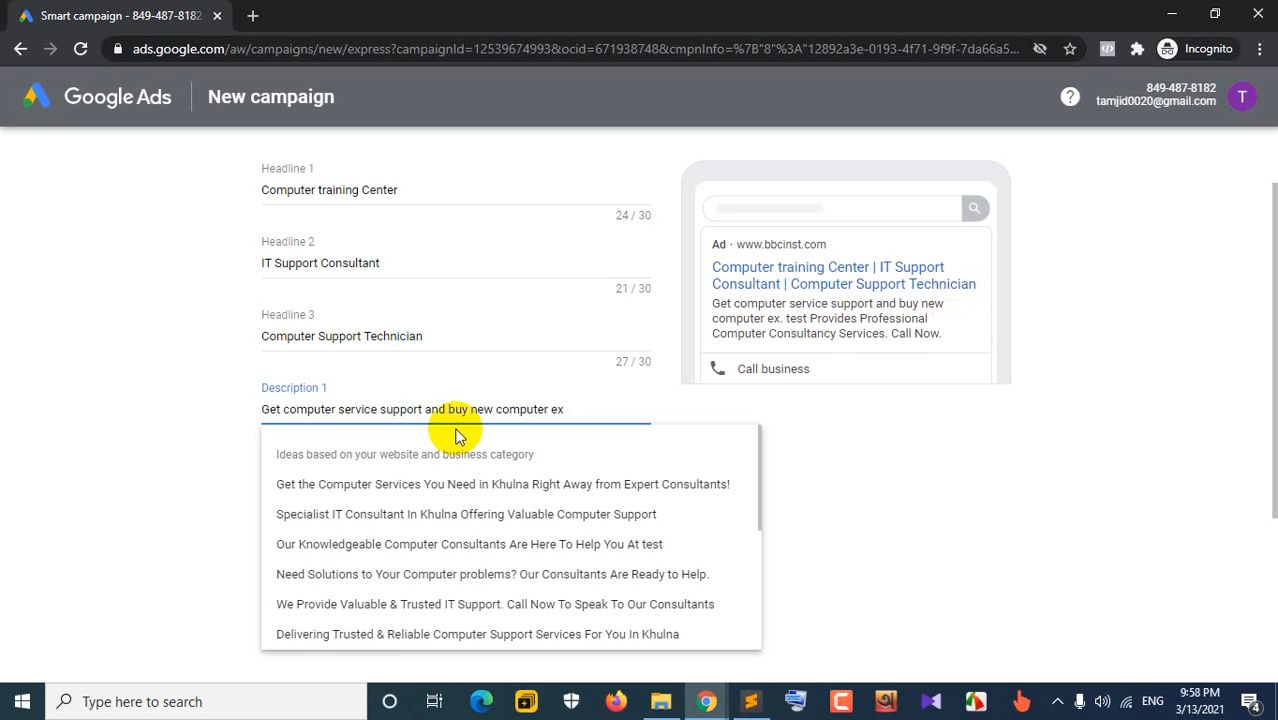 Smart campaign - 849-487-8182
ads.google.com/aw/campaigns/new/express?campaignId=12539674993&ocid=671938748&cmpnInfo=%7B"8"%3A"12892a3e-0193-4f71-9f9f-7da66a5...
Incognito
Google Ads
New campaign
849-487-8182
tamjid0020@gmail.com
T
Headline 1
Computer training Center
24 / 30
Headline 2
IT Support Consultant
21 / 30
Headline 3
Computer Support Technician
27 / 30
Description 1
Get computer service support and buy new computer ex
Ideas based on your website and business category
Get the Computer Services You Need in Khulna Right Away from Expert Consultants!
Specialist IT Consultant In Khulna Offering Valuable Computer Support
Our Knowledgeable Computer Consultants Are Here To Help You At test
Need Solutions to Your Computer problems? Our Consultants Are Ready to Help.
We Provide Valuable & Trusted IT Support. Call Now To Speak To Our Consultants
Delivering Trusted & Reliable Computer Support Services For You In Khulna
Ad · www.bbcinst.com
Computer training Center | IT Support
Consultant | Computer Support Technician
Get computer service support and buy new
computer ex. test Provides Professional
Computer Consultancy Services. Call Now.
Call business
Type here to search
ENG
9:58 PM
3/13/2021
4